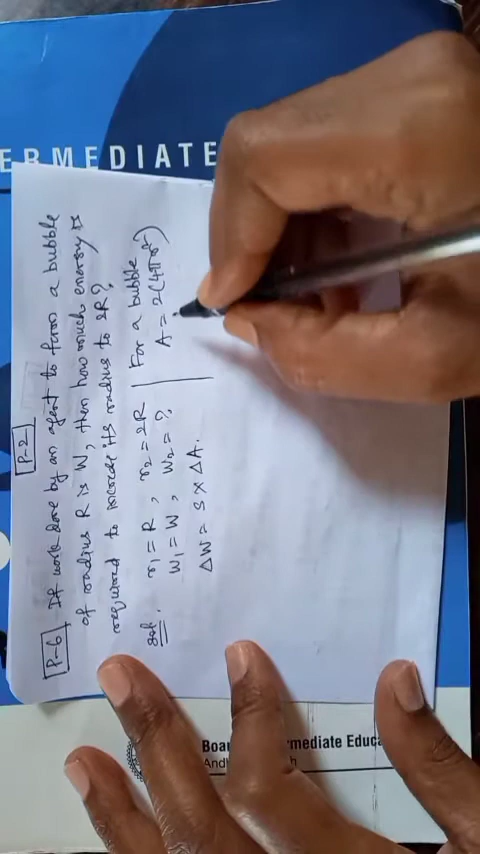 ERMEDIATE
P-2
P-6 If work done by an agent to form a bubble
of radius R is W, then how much energy is
required to increase its radius to 2R?
sol. r₁ = R , r₂ = 2R | For a bubble
W₁ = W , W₂ = ? A = 2(4πr²)
ΔW = S × ΔA.
Boar mediate Educa
And h